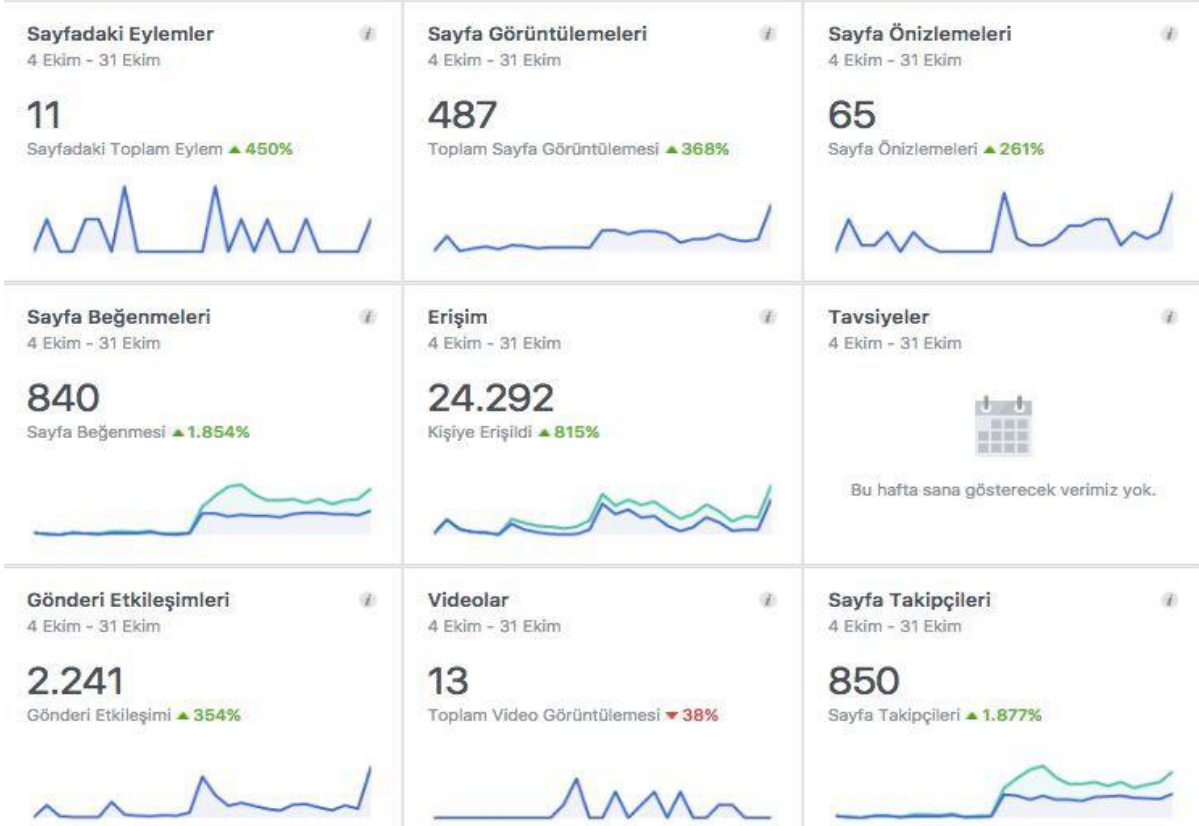 Sayfadaki Eylemler
4 Ekim - 31 Ekim
11
Sayfadaki Toplam Eylem ▲ 450%
Sayfa Görüntülemeleri
4 Ekim - 31 Ekim
487
Toplam Sayfa Görüntülemesi ▲ 368%
Sayfa Önizlemeleri
4 Ekim - 31 Ekim
65
Sayfa Önizlemeleri ▲ 261%
Sayfa Beğenmeleri
4 Ekim - 31 Ekim
840
Sayfa Beğenmesi ▲ 1.854%
Erişim
4 Ekim - 31 Ekim
24.292
Kişiye Erişildi ▲ 815%
Tavsiyeler
4 Ekim - 31 Ekim
Bu hafta sana gösterecek verimiz yok.
Gönderi Etkileşimleri
4 Ekim - 31 Ekim
2.241
Gönderi Etkileşimi ▲ 354%
Videolar
4 Ekim - 31 Ekim
13
Toplam Video Görüntülemesi ▼ 38%
Sayfa Takipçileri
4 Ekim - 31 Ekim
850
Sayfa Takipçileri ▲ 1.877%